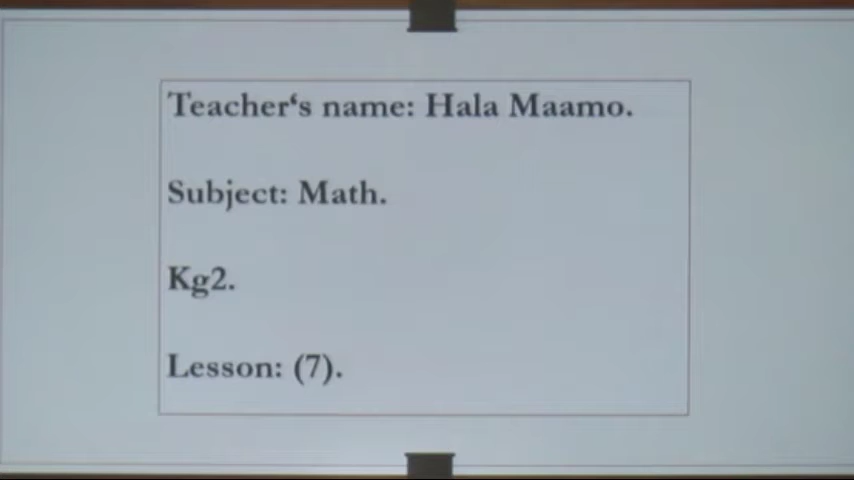 Teacher‘s name: Hala Maamo.
Subject: Math.
Kg2.
Lesson: (7).